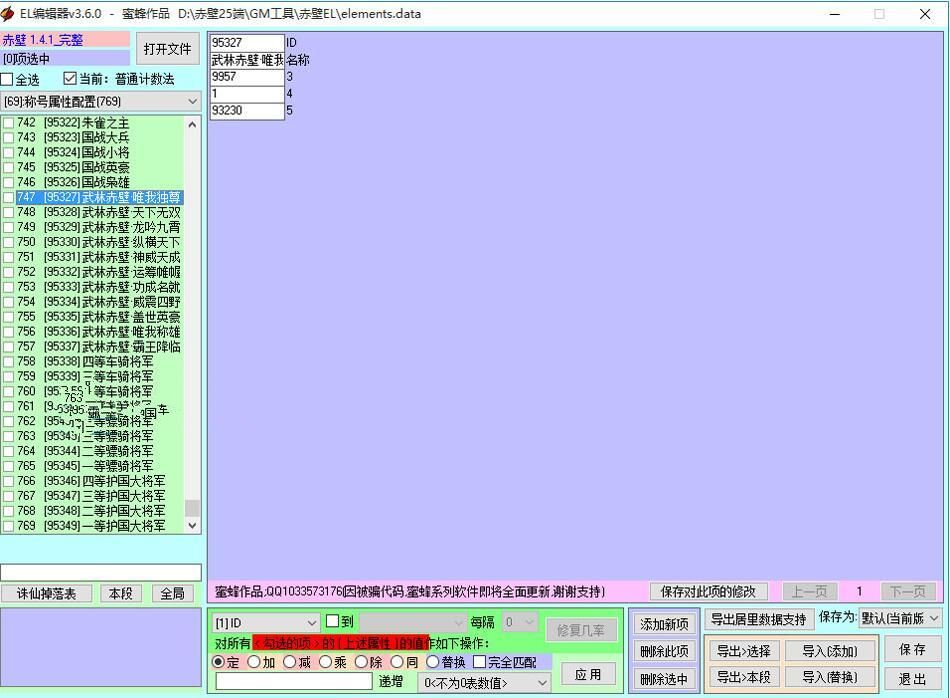 EL编辑器v3.6.0 - 蜜蜂作品 D:\赤壁25端\GM工具\赤壁EL\elements.data
赤壁 1.4.1_完整
[0]项选中
打开文件
全选 当前: 普通计数法
[69]:称号属性配置(769)
742 [95322]朱雀之主
743 [95323]国战大兵
744 [95324]国战小将
745 [95325]国战英豪
746 [95326]国战枭雄
747 [95327]武林赤壁·唯我独尊
748 [95328]武林赤壁·天下无双
749 [95329]武林赤壁·龙吟九霄
750 [95330]武林赤壁·纵横天下
751 [95331]武林赤壁·神威天成
752 [95332]武林赤壁·运筹帷幄
753 [95333]武林赤壁·功成名就
754 [95334]武林赤壁·威震四野
755 [95335]武林赤壁·盖世英豪
756 [95336]武林赤壁·唯我称雄
757 [95337]武林赤壁·霸王降临
758 [95338]四等车骑将军
759 [95339]三等车骑将军
760 等车骑将军
761
762 三等骠骑将军
763 三等骠骑将军
764 [95344]二等骠骑将军
765 [95345]一等骠骑将军
766 [95346]四等护国大将军
767 [95347]三等护国大将军
768 [95348]二等护国大将军
769 [95349]一等护国大将军
诛仙掉落表 本段 全局
95327 ID
武林赤壁·唯我 名称
9957 3
1 4
93230 5
蜜蜂作品:QQ1033573176(因被骗代码,蜜蜂系列软件即将全面更新,谢谢支持)
保存对此项的修改 上一页 1 下一页
[1]ID 到 每隔 0 修复几率
对所有 <勾选的项>的[上述属性]的值作如下操作:
定 加 减 乘 除 同 替换 完全匹配
递增 0<不为0表数值> 应用
添加新项
删除此项
删除选中
导出居里数据支持 保存为: 默认(当前版
导出>选择 导入(添加) 保存
导出>本段 导入(替换) 退出